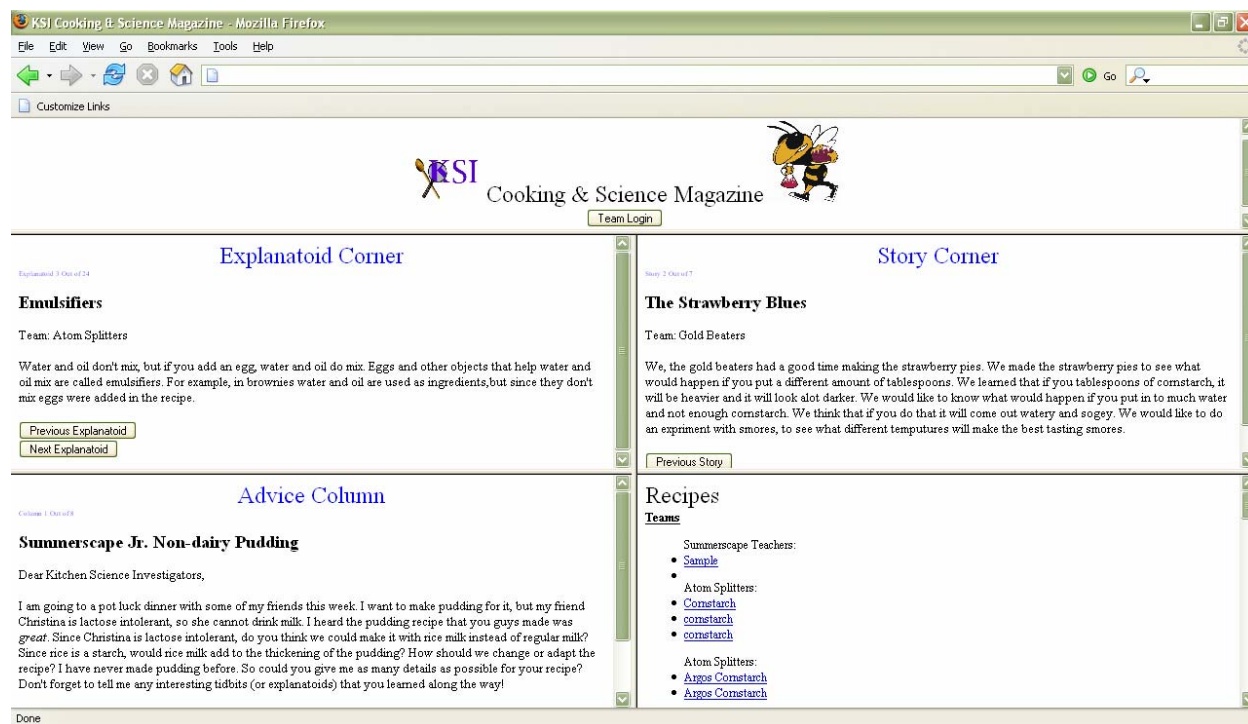 KSI Cooking & Science Magazine - Mozilla Firefox
File Edit View Go Bookmarks Tools Help
Go
Customize Links
KSI
Cooking & Science Magazine
Team Login
Explanatoid Corner
Explanatoid 3 Out of 24
Emulsifiers
Team: Atom Splitters
Water and oil don't mix, but if you add an egg, water and oil do mix. Eggs and other objects that help water and
oil mix are called emulsifiers. For example, in brownies water and oil are used as ingredients,but since they don't
mix eggs were added in the recipe.
Previous Explanatoid
Next Explanatoid
Story Corner
Story 2 Out of 7
The Strawberry Blues
Team: Gold Beaters
We, the gold beaters had a good time making the strawberry pies. We made the strawberry pies to see what
would happen if you put a different amount of tablespoons. We learned that if you tablespoons of cornstarch, it
will be heavier and it will look alot darker. We would like to know what would happen if you put in to much water
and not enough cornstarch. We think that if you do that it will come out watery and sogey. We would like to do
an expriment with smores, to see what different temputures will make the best tasting smores.
Previous Story
Advice Column
Column 1 Out of 8
Summerscape Jr. Non-dairy Pudding
Dear Kitchen Science Investigators,
I am going to a pot luck dinner with some of my friends this week. I want to make pudding for it, but my friend
Christina is lactose intolerant, so she cannot drink milk. I heard the pudding recipe that you guys made was
great. Since Christina is lactose intolerant, do you think we could make it with rice milk instead of regular milk?
Since rice is a starch, would rice milk add to the thickening of the pudding? How should we change or adapt the
recipe? I have never made pudding before. So could you give me as many details as possible for your recipe?
Don't forget to tell me any interesting tidbits (or explanatoids) that you learned along the way!
Recipes
Teams
Summerscape Teachers:
Sample
Atom Splitters:
Cornstarch
cornstarch
cornstarch
Atom Splitters:
Argos Cornstarch
Argos Cornstarch
Done